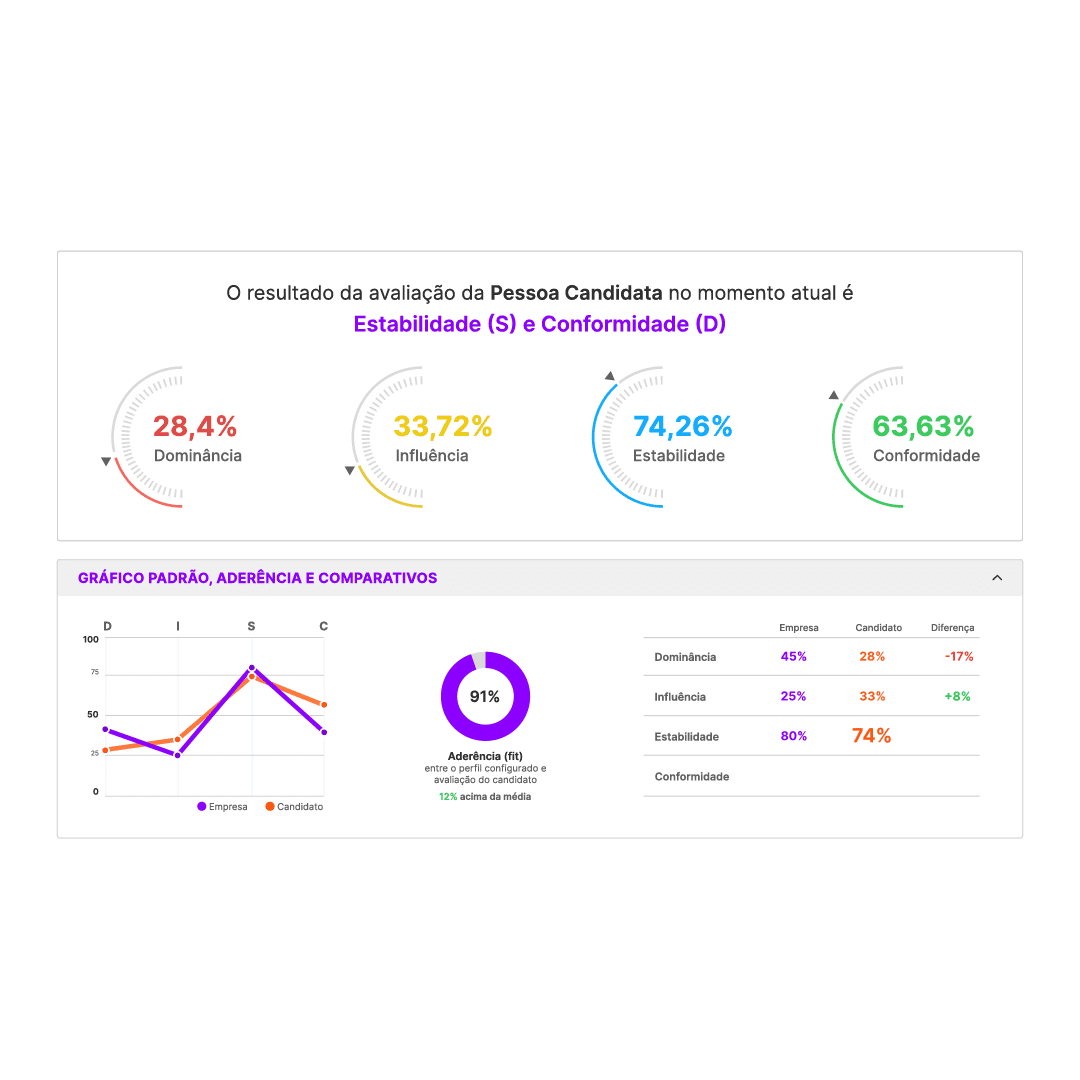 O resultado da avaliação da Pessoa Candidata no momento atual é
Estabilidade (S) e Conformidade (D)
28,4%
Dominância
33,72%
Influência
74,26%
Estabilidade
63,63%
Conformidade
GRÁFICO PADRÃO, ADERÊNCIA E COMPARATIVOS
D I S C
100
75
50
25
0
Empresa Candidato
91%
Aderência (fit)
entre o perfil configurado e
avaliação do candidato
12% acima da média
Empresa Candidato Diferença
Dominância 45% 28% -17%
Influência 25% 33% +8%
Estabilidade 80% 74%
Conformidade